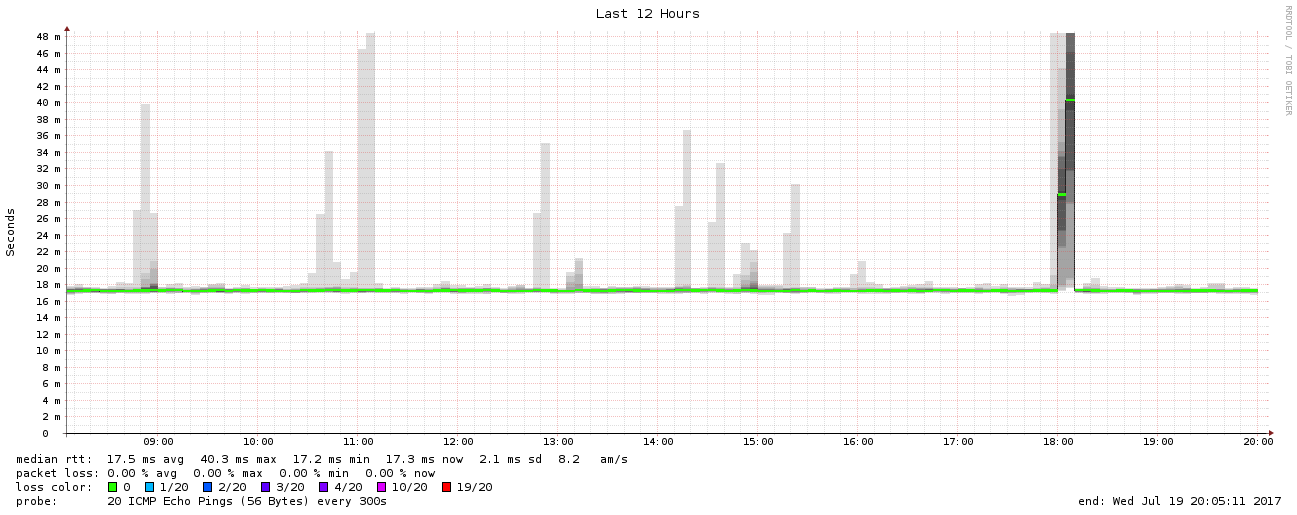 Last 12 Hours
RRDTOOL / TOBI OETIKER
Seconds
48 m
46 m
44 m
42 m
40 m
38 m
36 m
34 m
32 m
30 m
28 m
26 m
24 m
22 m
20 m
18 m
16 m
14 m
12 m
10 m
8 m
6 m
4 m
2 m
0
09:00 10:00 11:00 12:00 13:00 14:00 15:00 16:00 17:00 18:00 19:00 20:00
median rtt: 17.5 ms avg 40.3 ms max 17.2 ms min 17.3 ms now 2.1 ms sd 8.2 am/s
packet loss: 0.00 % avg 0.00 % max 0.00 % min 0.00 % now
loss color: 0 1/20 2/20 3/20 4/20 10/20 19/20
probe: 20 ICMP Echo Pings (56 Bytes) every 300s end: Wed Jul 19 20:05:11 2017